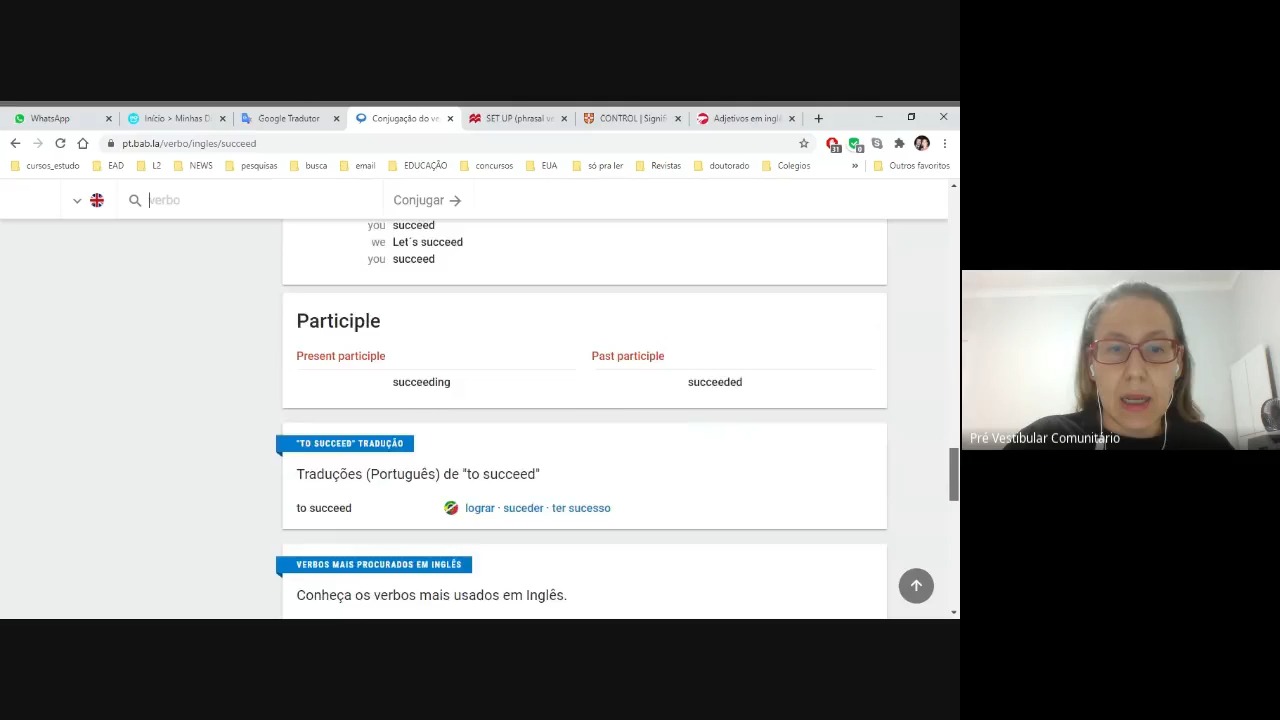 WhatsApp
Início > Minhas D
Google Tradutor
Conjugação do ve
SET UP (phrasal ve
CONTROL | Signifi
Adjetivos em inglê
pt.bab.la/verbo/ingles/succeed
31
0
cursos_estudo
EAD
L2
NEWS
pesquisas
busca
email
EDUCAÇÃO
concursos
EUA
só pra ler
Revistas
doutorado
Colegios
»
Outros favoritos
verbo
Conjugar →
you succeed
we Let´s succeed
you succeed
Participle
Present participle
Past participle
succeeding
succeeded
"TO SUCCEED" TRADUÇÃO
Traduções (Português) de "to succeed"
to succeed
lograr · suceder · ter sucesso
VERBOS MAIS PROCURADOS EM INGLÊS
Conheça os verbos mais usados em Inglês.
Pré Vestibular Comunitário